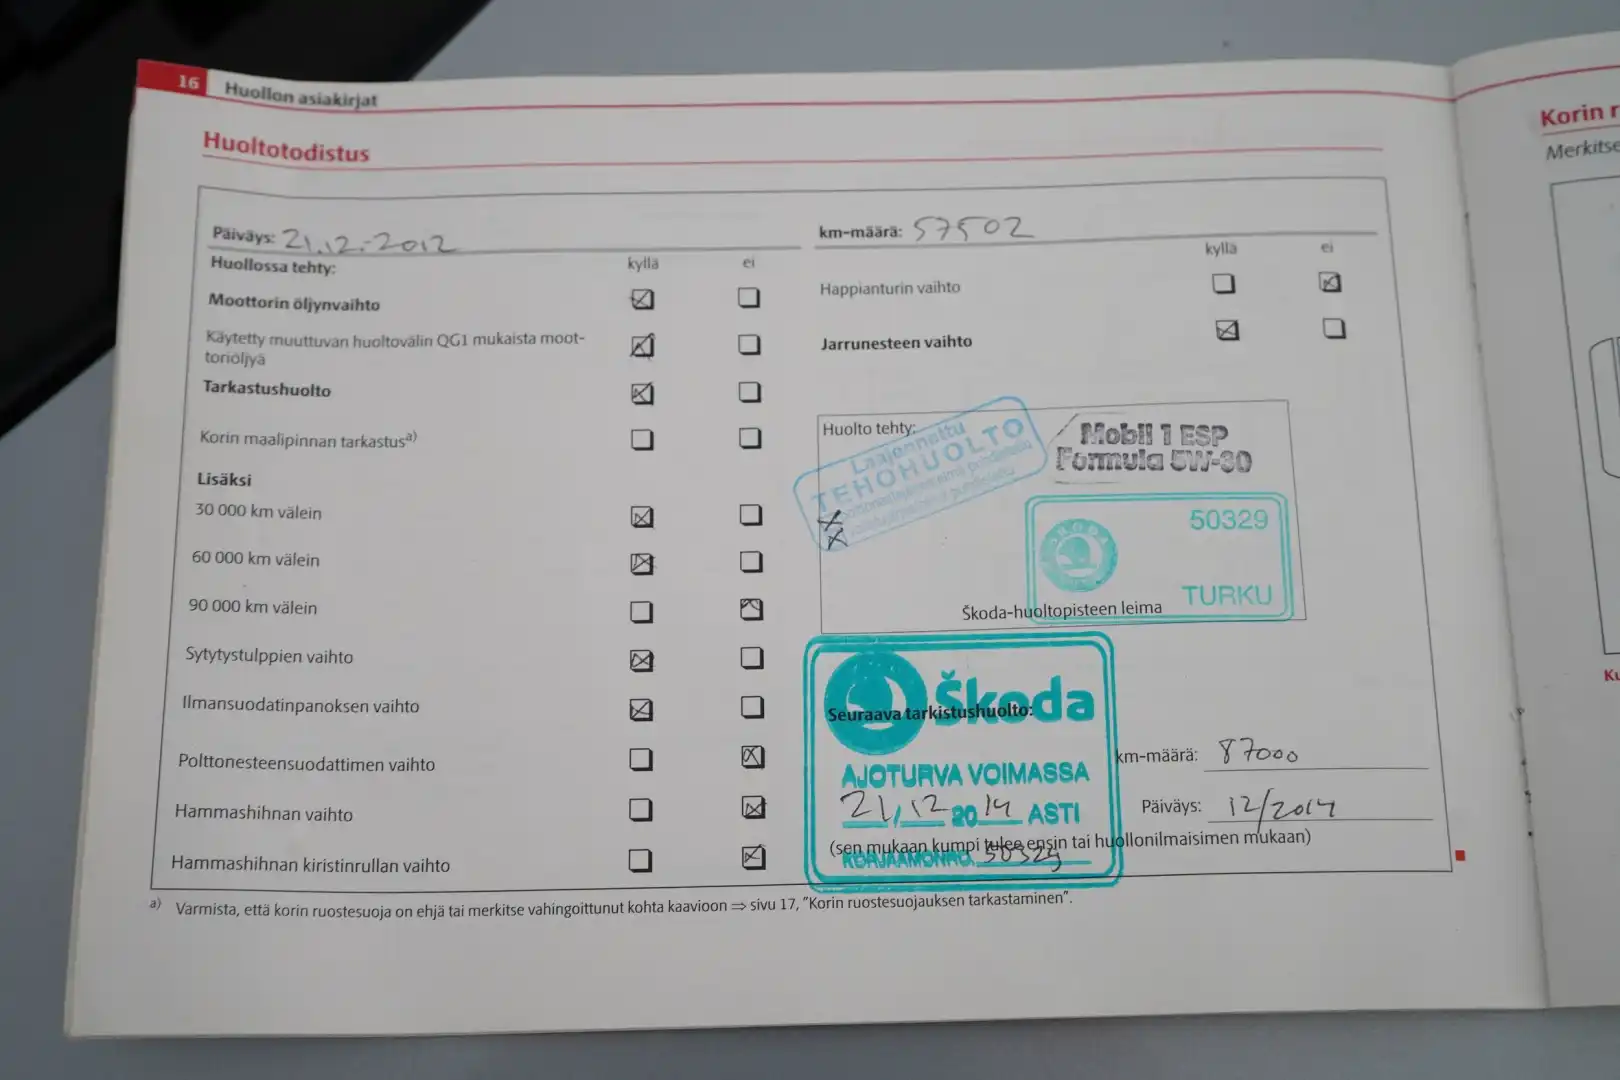 16 Huollon asiakirjat
Huoltotodistus
Päiväys: 21.12.-2012
km-määrä: 57502
Huollossa tehty: kyllä ei
kyllä ei
Moottorin öljynvaihto
Käytetty muuttuvan huoltovälin QG1 mukaista moot-
toriöljyä
Tarkastushuolto
Korin maalipinnan tarkastus a)
Lisäksi
30 000 km välein
60 000 km välein
90 000 km välein
Sytytystulppien vaihto
Ilmansuodatinpanoksen vaihto
Polttonesteensuodattimen vaihto
Hammashihnan vaihto
Hammashihnan kiristinrullan vaihto
Happianturin vaihto
Jarrunesteen vaihto
Huolto tehty:
Laajennettu
TEHOHUOLTO
Mobil 1 ESP
Formula 5W-30
ŠKODA
50329
TURKU
Škoda-huoltopisteen leima
Škoda
Seuraava tarkistushuolto:
AJOTURVA VOIMASSA
21/12 2014 ASTI
km-määrä: 87000
Päiväys: 12/2014
(sen mukaan kumpi tulee ensin tai huollonilmaisimen mukaan)
KORJAAMONRO. 50329
a) Varmista, että korin ruostesuoja on ehjä tai merkitse vahingoittunut kohta kaavioon ⇒ sivu 17, "Korin ruostesuojauksen tarkastaminen".
Korin r
Merkitse
Ku